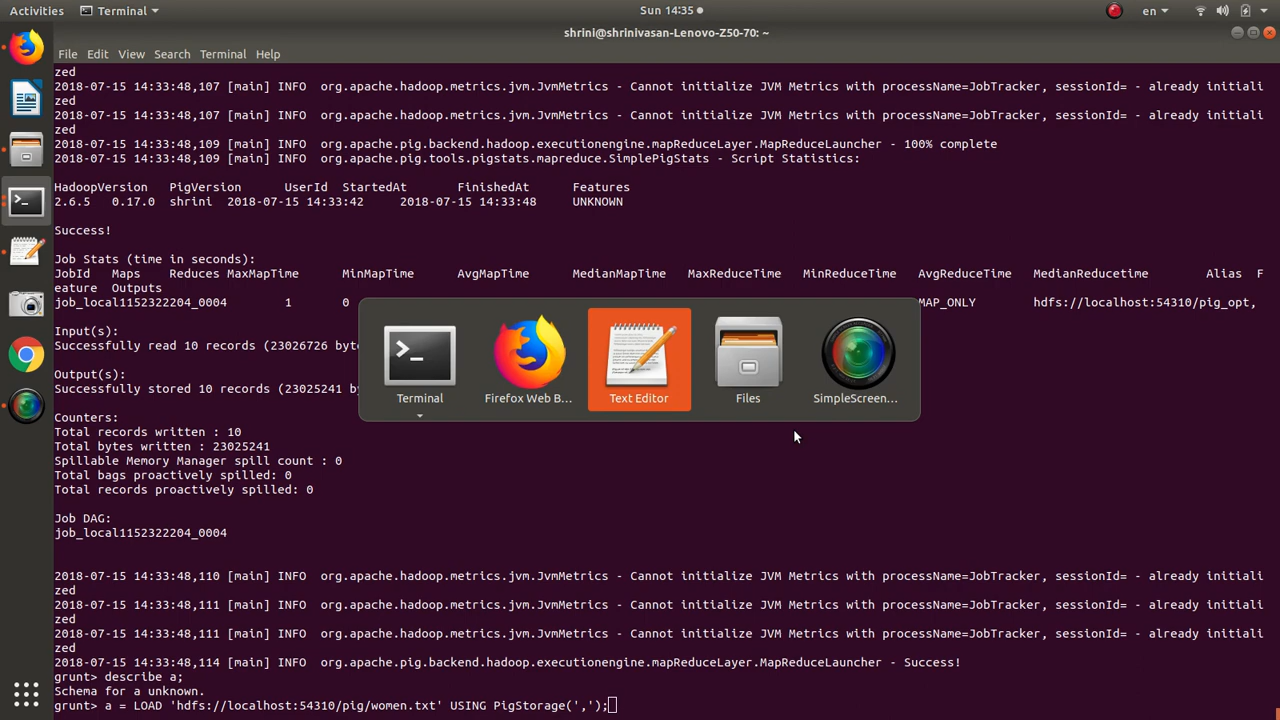 Activities Terminal Sun 14:35 en
shrini@shrinivasan-Lenovo-Z50-70: ~
File Edit View Search Terminal Help
zed
2018-07-15 14:33:48,107 [main] INFO org.apache.hadoop.metrics.jvm.JvmMetrics - Cannot initialize JVM Metrics with processName=JobTracker, sessionId= - already initiali
zed
2018-07-15 14:33:48,107 [main] INFO org.apache.hadoop.metrics.jvm.JvmMetrics - Cannot initialize JVM Metrics with processName=JobTracker, sessionId= - already initiali
zed
2018-07-15 14:33:48,109 [main] INFO org.apache.pig.backend.hadoop.executionengine.mapReduceLayer.MapReduceLauncher - 100% complete
2018-07-15 14:33:48,109 [main] INFO org.apache.pig.tools.pigstats.mapreduce.SimplePigStats - Script Statistics:
HadoopVersion PigVersion UserId StartedAt FinishedAt Features
2.6.5 0.17.0 shrini 2018-07-15 14:33:42 2018-07-15 14:33:48 UNKNOWN
Success!
Job Stats (time in seconds):
JobId Maps Reduces MaxMapTime MinMapTime AvgMapTime MedianMapTime MaxReduceTime MinReduceTime AvgReduceTime MedianReducetime Alias F
eature Outputs
job_local1152322204_0004 1 0 MAP_ONLY hdfs://localhost:54310/pig_opt,
Input(s):
Successfully read 10 records (23026726 byt
Output(s):
Successfully stored 10 records (23025241 b
Terminal Firefox Web B... Text Editor Files SimpleScreen...
Counters:
Total records written : 10
Total bytes written : 23025241
Spillable Memory Manager spill count : 0
Total bags proactively spilled: 0
Total records proactively spilled: 0
Job DAG:
job_local1152322204_0004
2018-07-15 14:33:48,110 [main] INFO org.apache.hadoop.metrics.jvm.JvmMetrics - Cannot initialize JVM Metrics with processName=JobTracker, sessionId= - already initiali
zed
2018-07-15 14:33:48,111 [main] INFO org.apache.hadoop.metrics.jvm.JvmMetrics - Cannot initialize JVM Metrics with processName=JobTracker, sessionId= - already initiali
zed
2018-07-15 14:33:48,111 [main] INFO org.apache.hadoop.metrics.jvm.JvmMetrics - Cannot initialize JVM Metrics with processName=JobTracker, sessionId= - already initiali
zed
2018-07-15 14:33:48,114 [main] INFO org.apache.pig.backend.hadoop.executionengine.mapReduceLayer.MapReduceLauncher - Success!
grunt> describe a;
Schema for a unknown.
grunt> a = LOAD 'hdfs://localhost:54310/pig/women.txt' USING PigStorage(',');